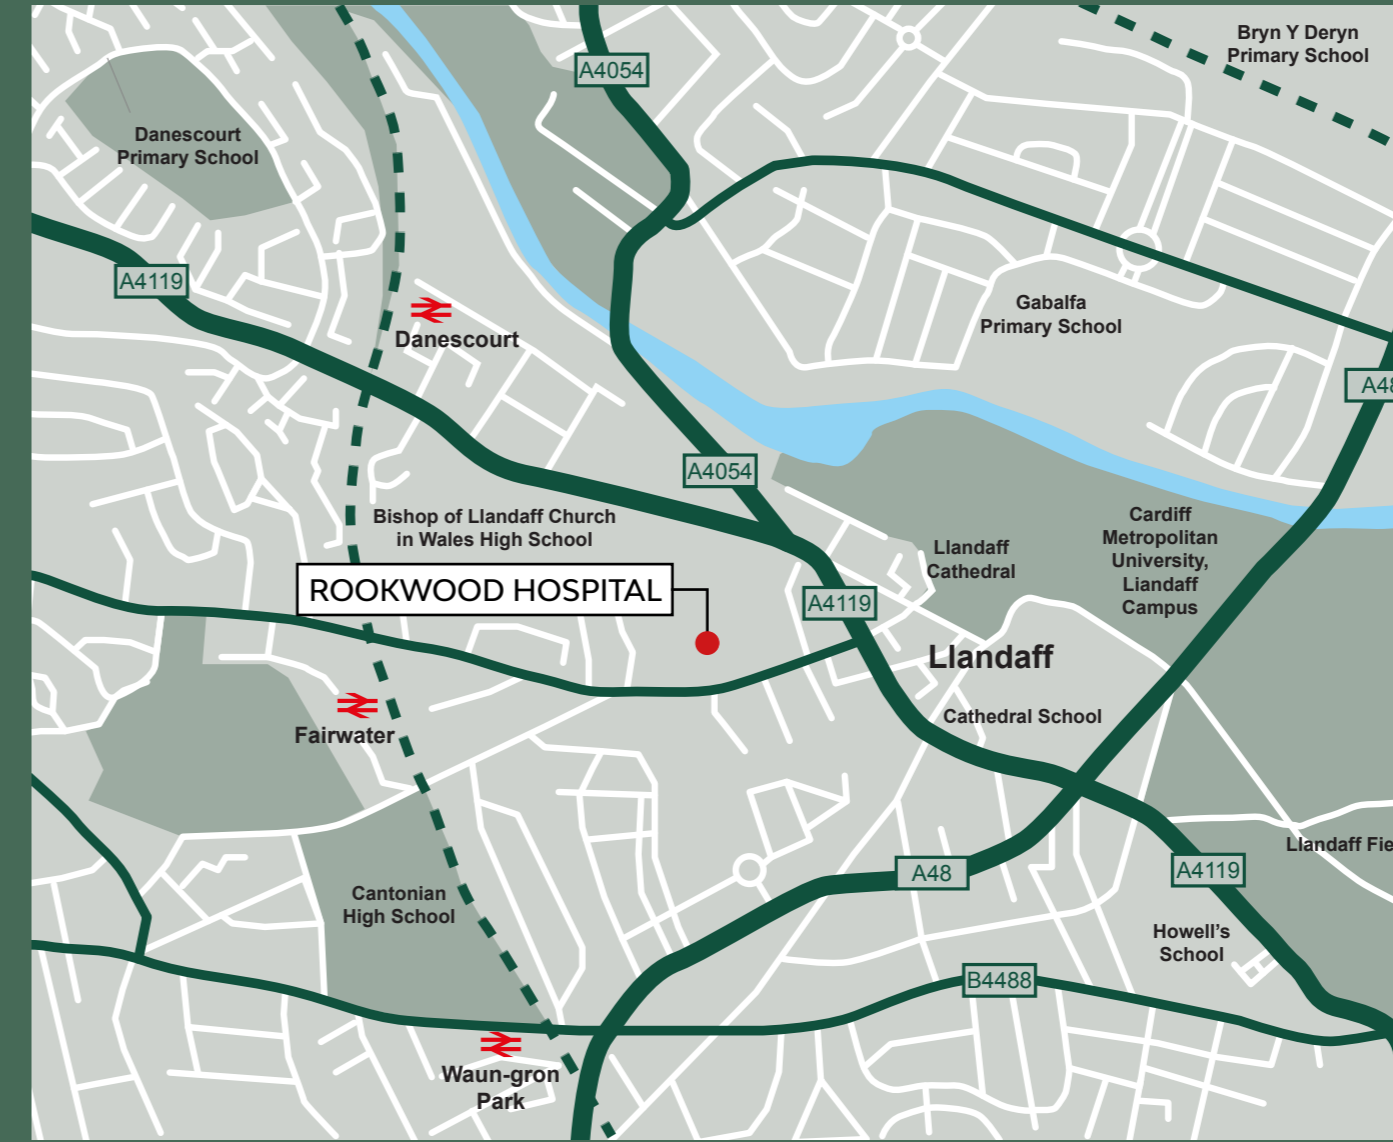 Bryn Y Deryn
Primary School
A4054
Danescourt
Primary School
A4119
Danescourt
Gabalfa
Primary School
A48
A4054
Bishop of Llandaff Church
in Wales High School
Cardiff
Metropolitan
University,
Liandaff
Campus
Llandaff
Cathedral
ROOKWOOD HOSPITAL
A4119
Llandaff
Fairwater
Cathedral School
Llandaff Fie
A48
A4119
Cantonian
High School
Howell's
School
B4488
Waun-gron
Park